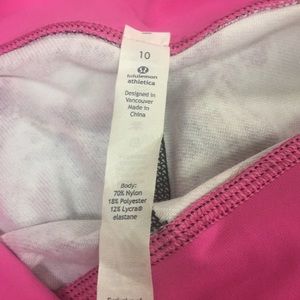 10
lululemon
athletica
Designed in
Vancouver
Made in
China
Body:
70% Nylon
18% Polyester
12% Lycra®
elastane